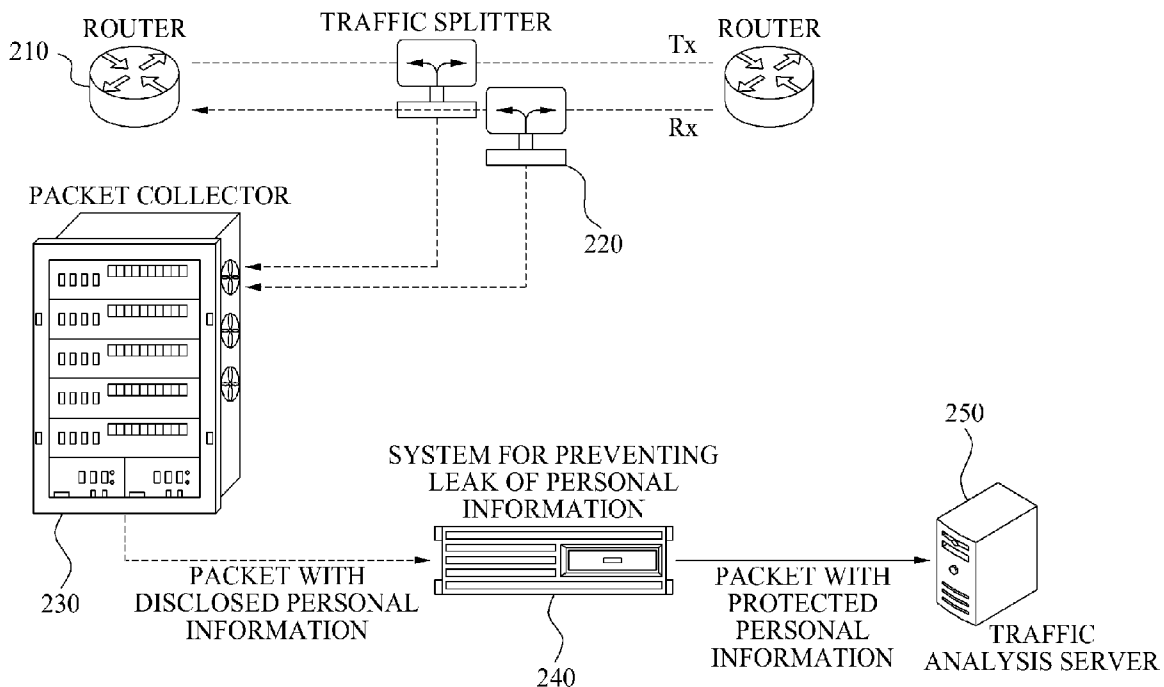 TRAFFIC SPLITTER
ROUTER
ROUTER
210
Tx
Rx
220
PACKET COLLECTOR
230
PACKET WITH
DISCLOSED PERSONAL
INFORMATION
SYSTEM FOR PREVENTING
LEAK OF PERSONAL
INFORMATION
240
PACKET WITH
PROTECTED
PERSONAL
INFORMATION
250
TRAFFIC
ANALYSIS SERVER